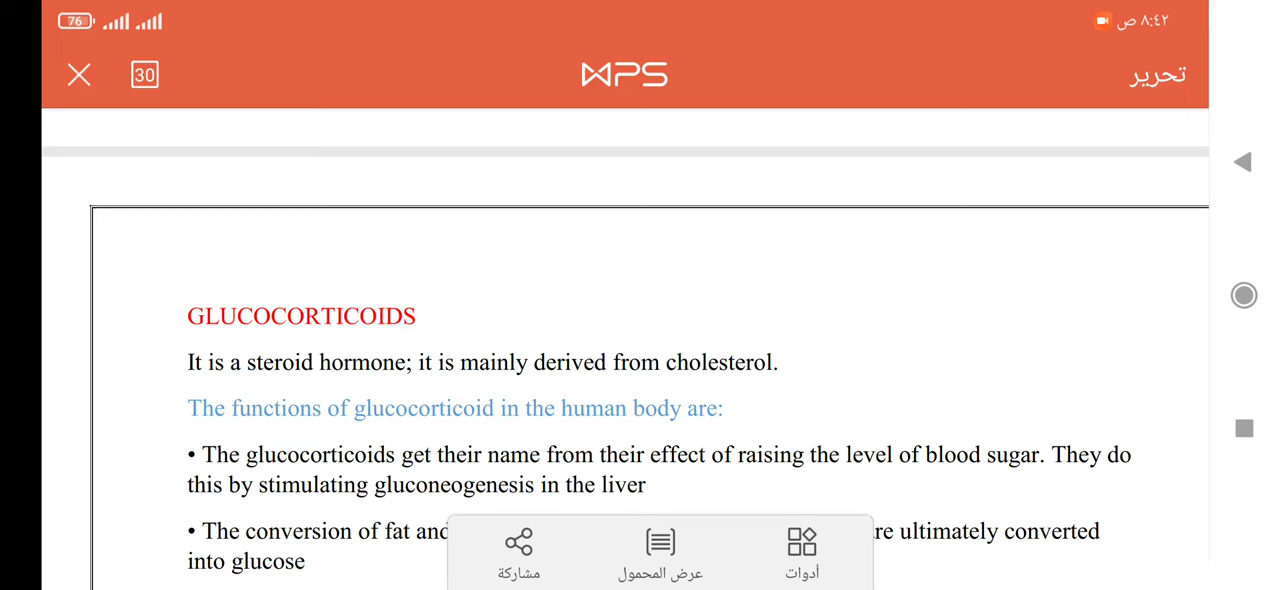 76
٨:٤٢ ص
30
WPS
تحرير
GLUCOCORTICOIDS
It is a steroid hormone; it is mainly derived from cholesterol.
The functions of glucocorticoid in the human body are:
• The glucocorticoids get their name from their effect of raising the level of blood sugar. They do
this by stimulating gluconeogenesis in the liver
• The conversion of fat and re ultimately converted
into glucose
مشاركة
عرض المحمول
أدوات